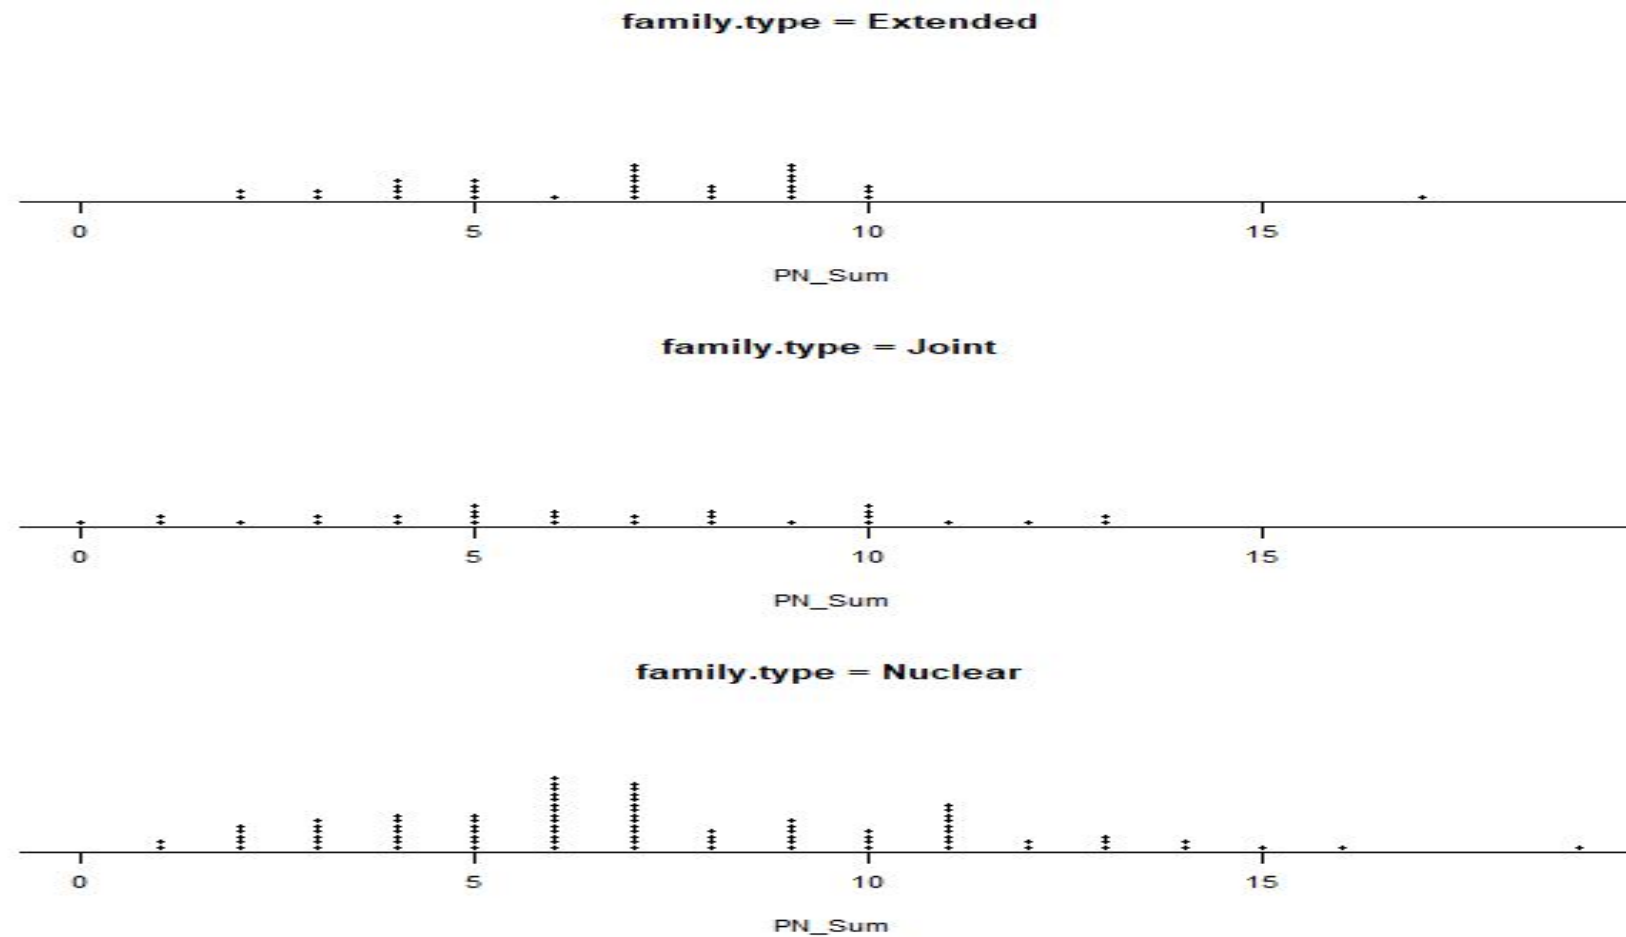 family.type = Extended
0 5 10 15
PN_Sum
family.type = Joint
0 5 10 15
PN_Sum
family.type = Nuclear
0 5 10 15
PN_Sum